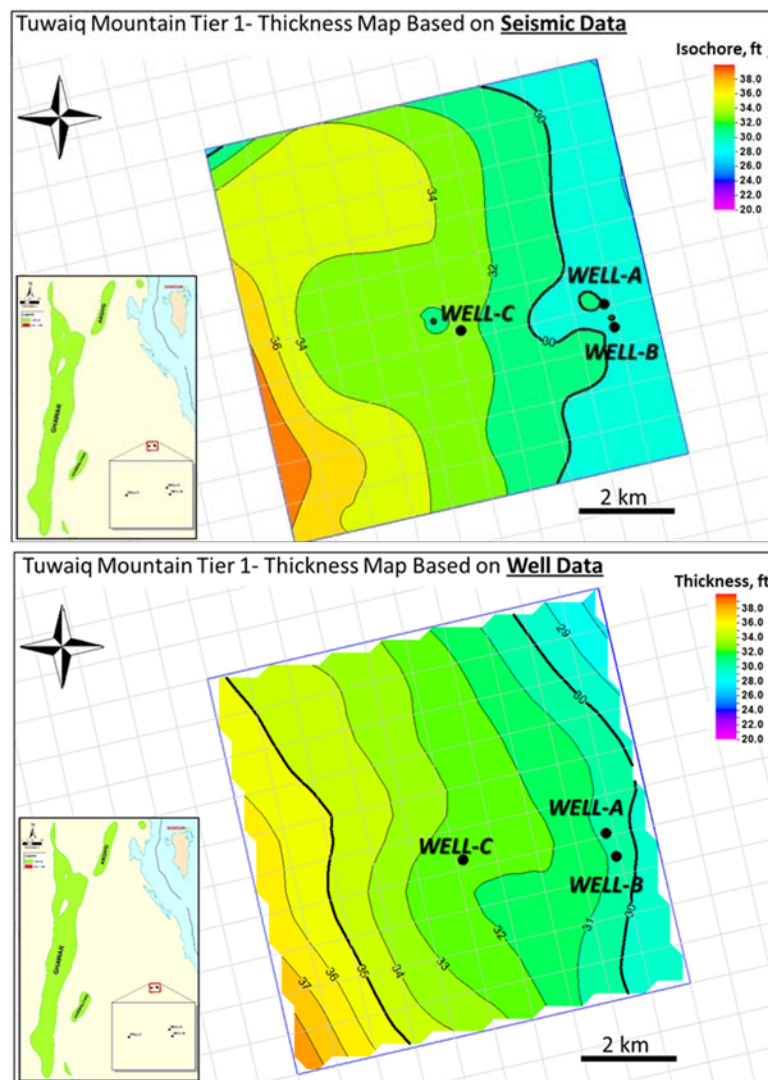 Tuwaiq Mountain Tier 1- Thickness Map Based on Seismic Data
Isochore, ft
38.0
36.0
34.0
32.0
30.0
28.0
26.0
24.0
22.0
20.0
30
34
32
WELL-A
WELL-C
36
34
30
WELL-B
GHAWAR
2 km
Tuwaiq Mountain Tier 1- Thickness Map Based on Well Data
Thickness, ft
38.0
36.0
34.0
32.0
30.0
28.0
26.0
24.0
22.0
20.0
29
30
WELL-A
WELL-C
WELL-B
31
30
32
33
34
35
36
37
GHAWAR
2 km